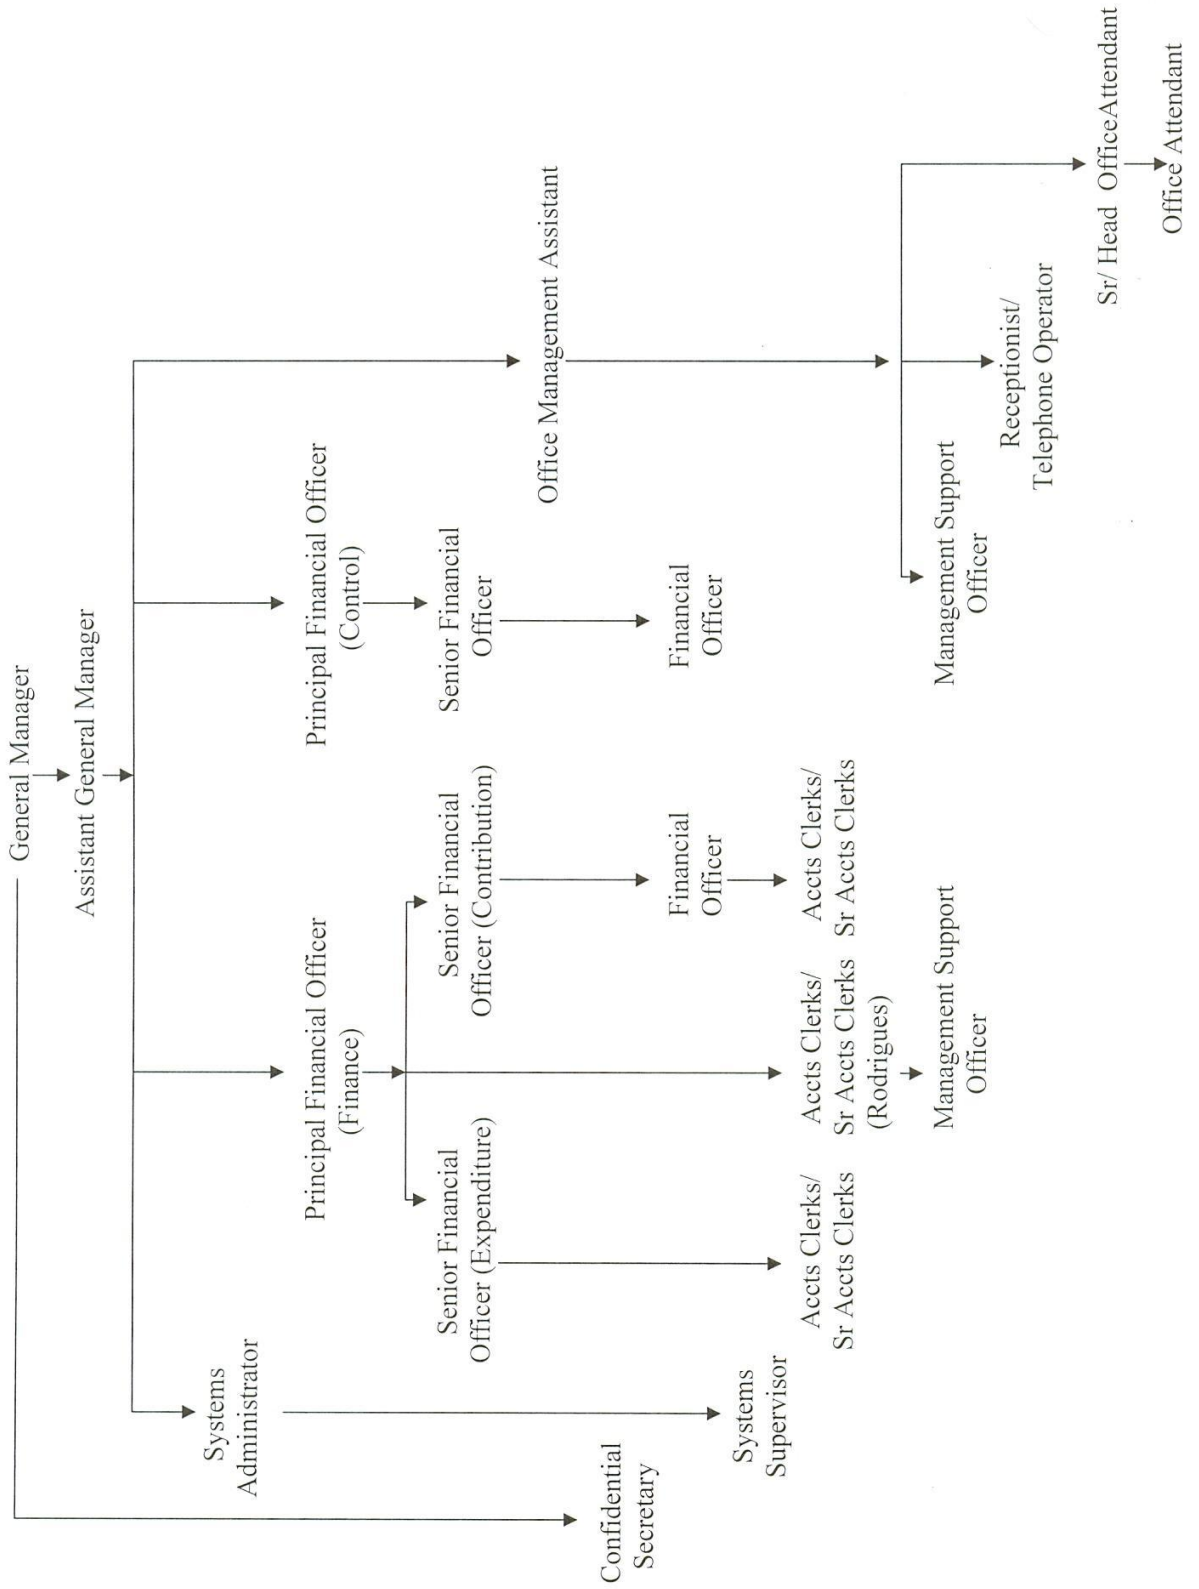 General Manager
Assistant General Manager
Systems
Administrator
Principal Financial Officer
(Finance)
Principal Financial Officer
(Control)
Senior Financial
Officer (Expenditure)
Senior Financial
Officer (Contribution)
Senior Financial
Officer
Office Management Assistant
Confidential
Secretary
Systems
Supervisor
Financial
Officer
Financial
Officer
Accts Clerks/
Sr Accts Clerks
Accts Clerks/
Sr Accts Clerks
(Rodrigues)
Accts Clerks/
Sr Accts Clerks
Management Support
Officer
Management Support
Officer
Receptionist/
Telephone Operator
Sr/ Head OfficeAttendant
Office Attendant